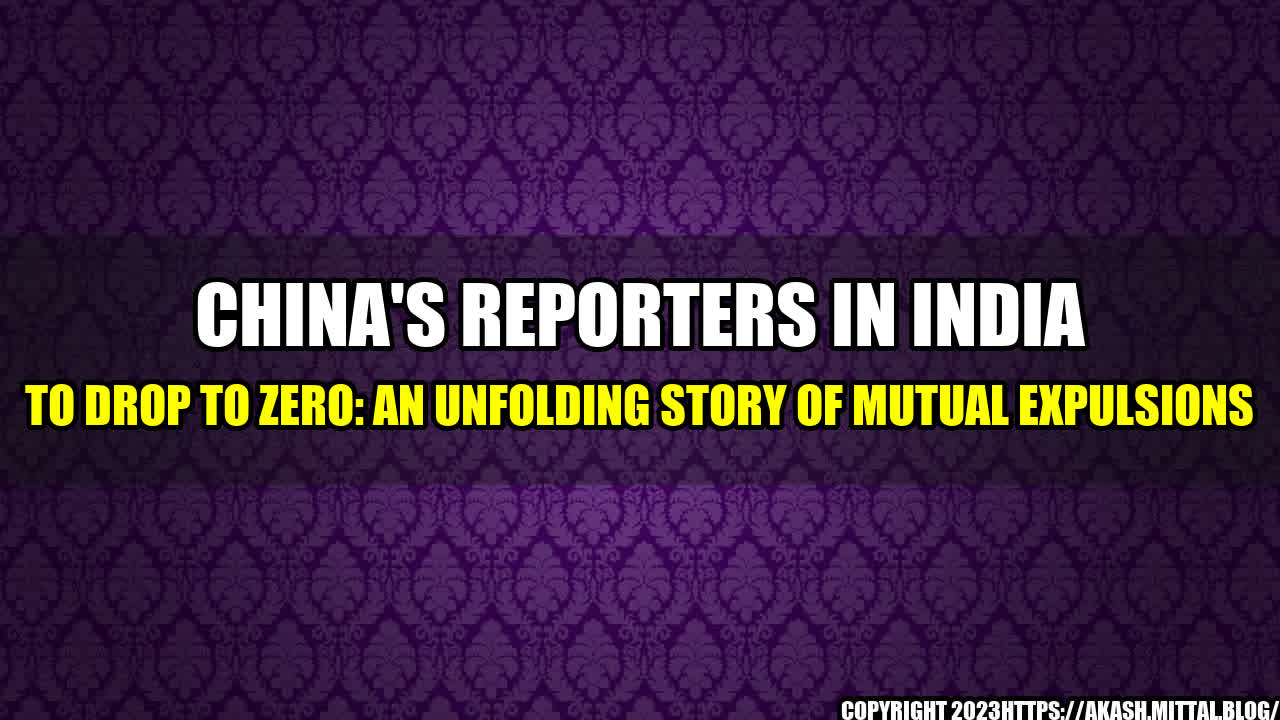 CHINA'S REPORTERS IN INDIA
TO DROP TO ZERO: AN UNFOLDING STORY OF MUTUAL EXPULSIONS
COPYRIGHT 2023HTTPS://AKASH.MITTAL.BLOG/